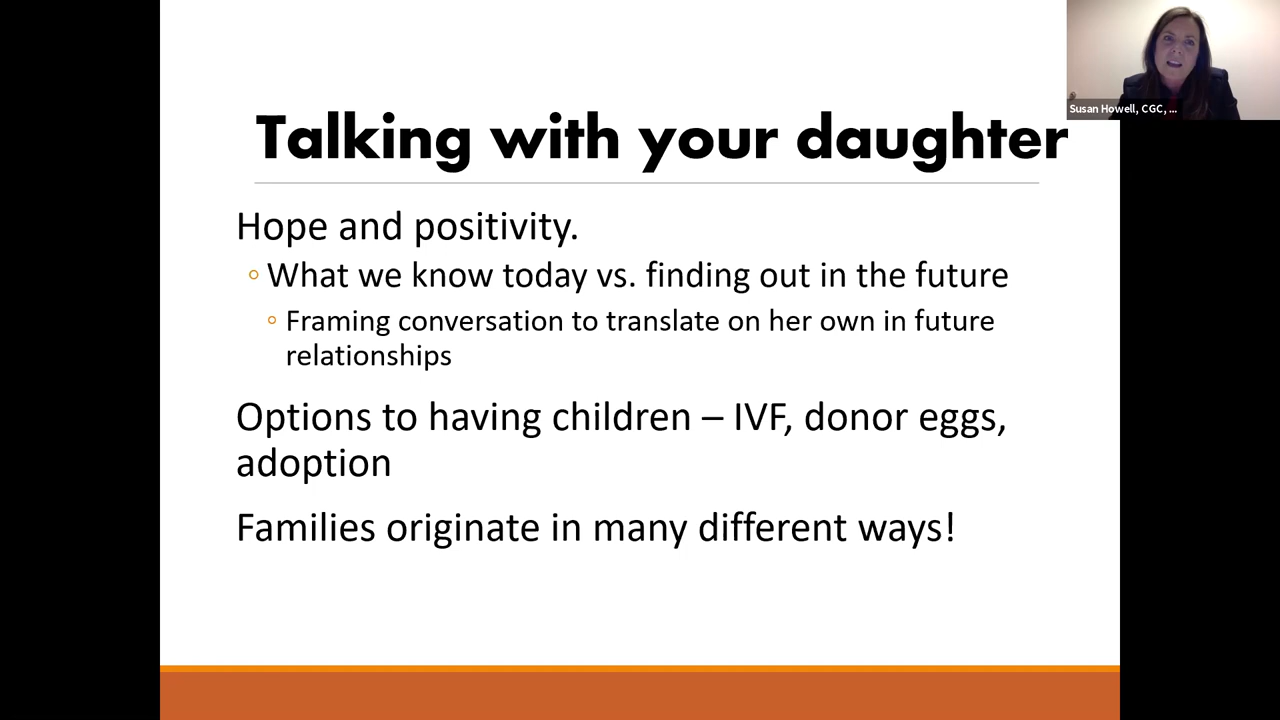 Susan Howell, CGC, ...
Talking with your daughter
Hope and positivity.
◦ What we know today vs. finding out in the future
◦ Framing conversation to translate on her own in future
relationships
Options to having children – IVF, donor eggs,
adoption
Families originate in many different ways!